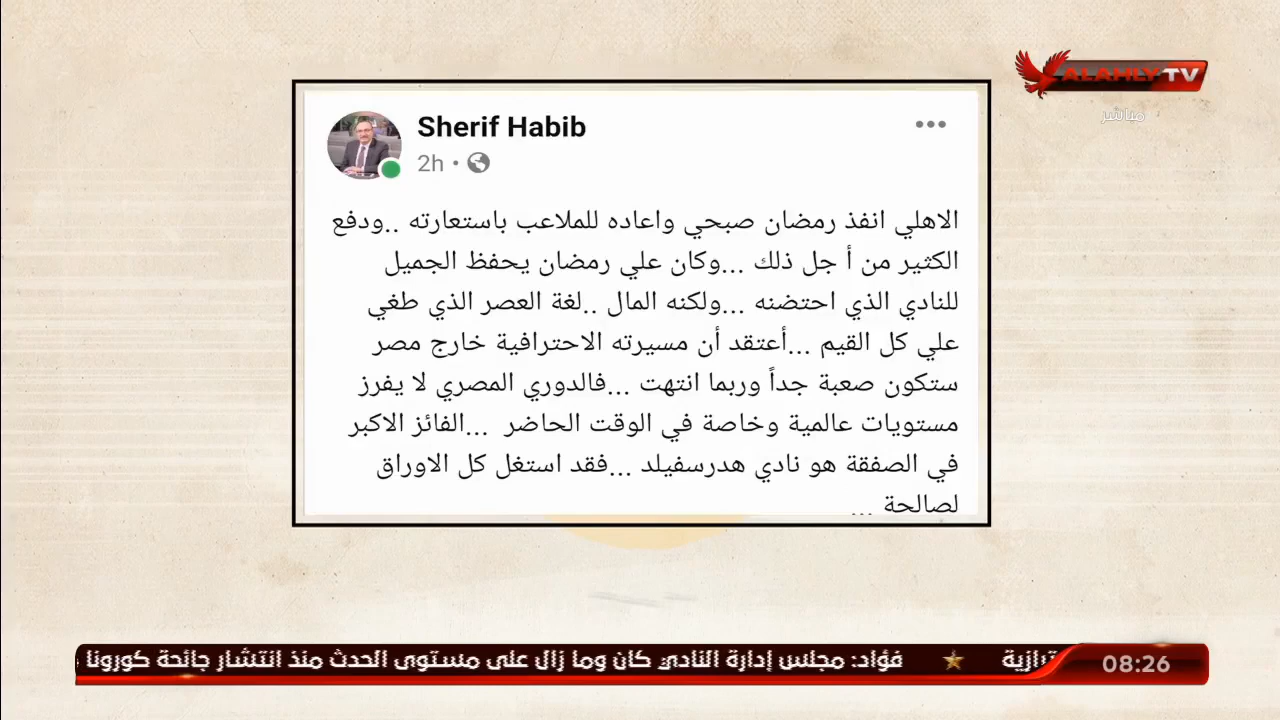 ALAHLY TV
مباشر
Sherif Habib
2h
الاهلي انفذ رمضان صبحي واعاده للملاعب باستعارته ..ودفع
الكثير من أ جل ذلك ...وكان علي رمضان يحفظ الجميل
للنادي الذي احتضنه ...ولكنه المال ..لغة العصر الذي طغي
علي كل القيم ...أعتقد أن مسيرته الاحترافية خارج مصر
ستكون صعبة جداً وربما انتهت ...فالدوري المصري لا يفرز
مستويات عالمية وخاصة في الوقت الحاضر ...الفائز الاكبر
في الصفقة هو نادي هدرسفيلد ...فقد استغل كل الاوراق
لصالحة ...
فؤاد: مجلس إدارة النادي كان وما زال على مستوى الحدث منذ انتشار جائحة كورونا
08:26